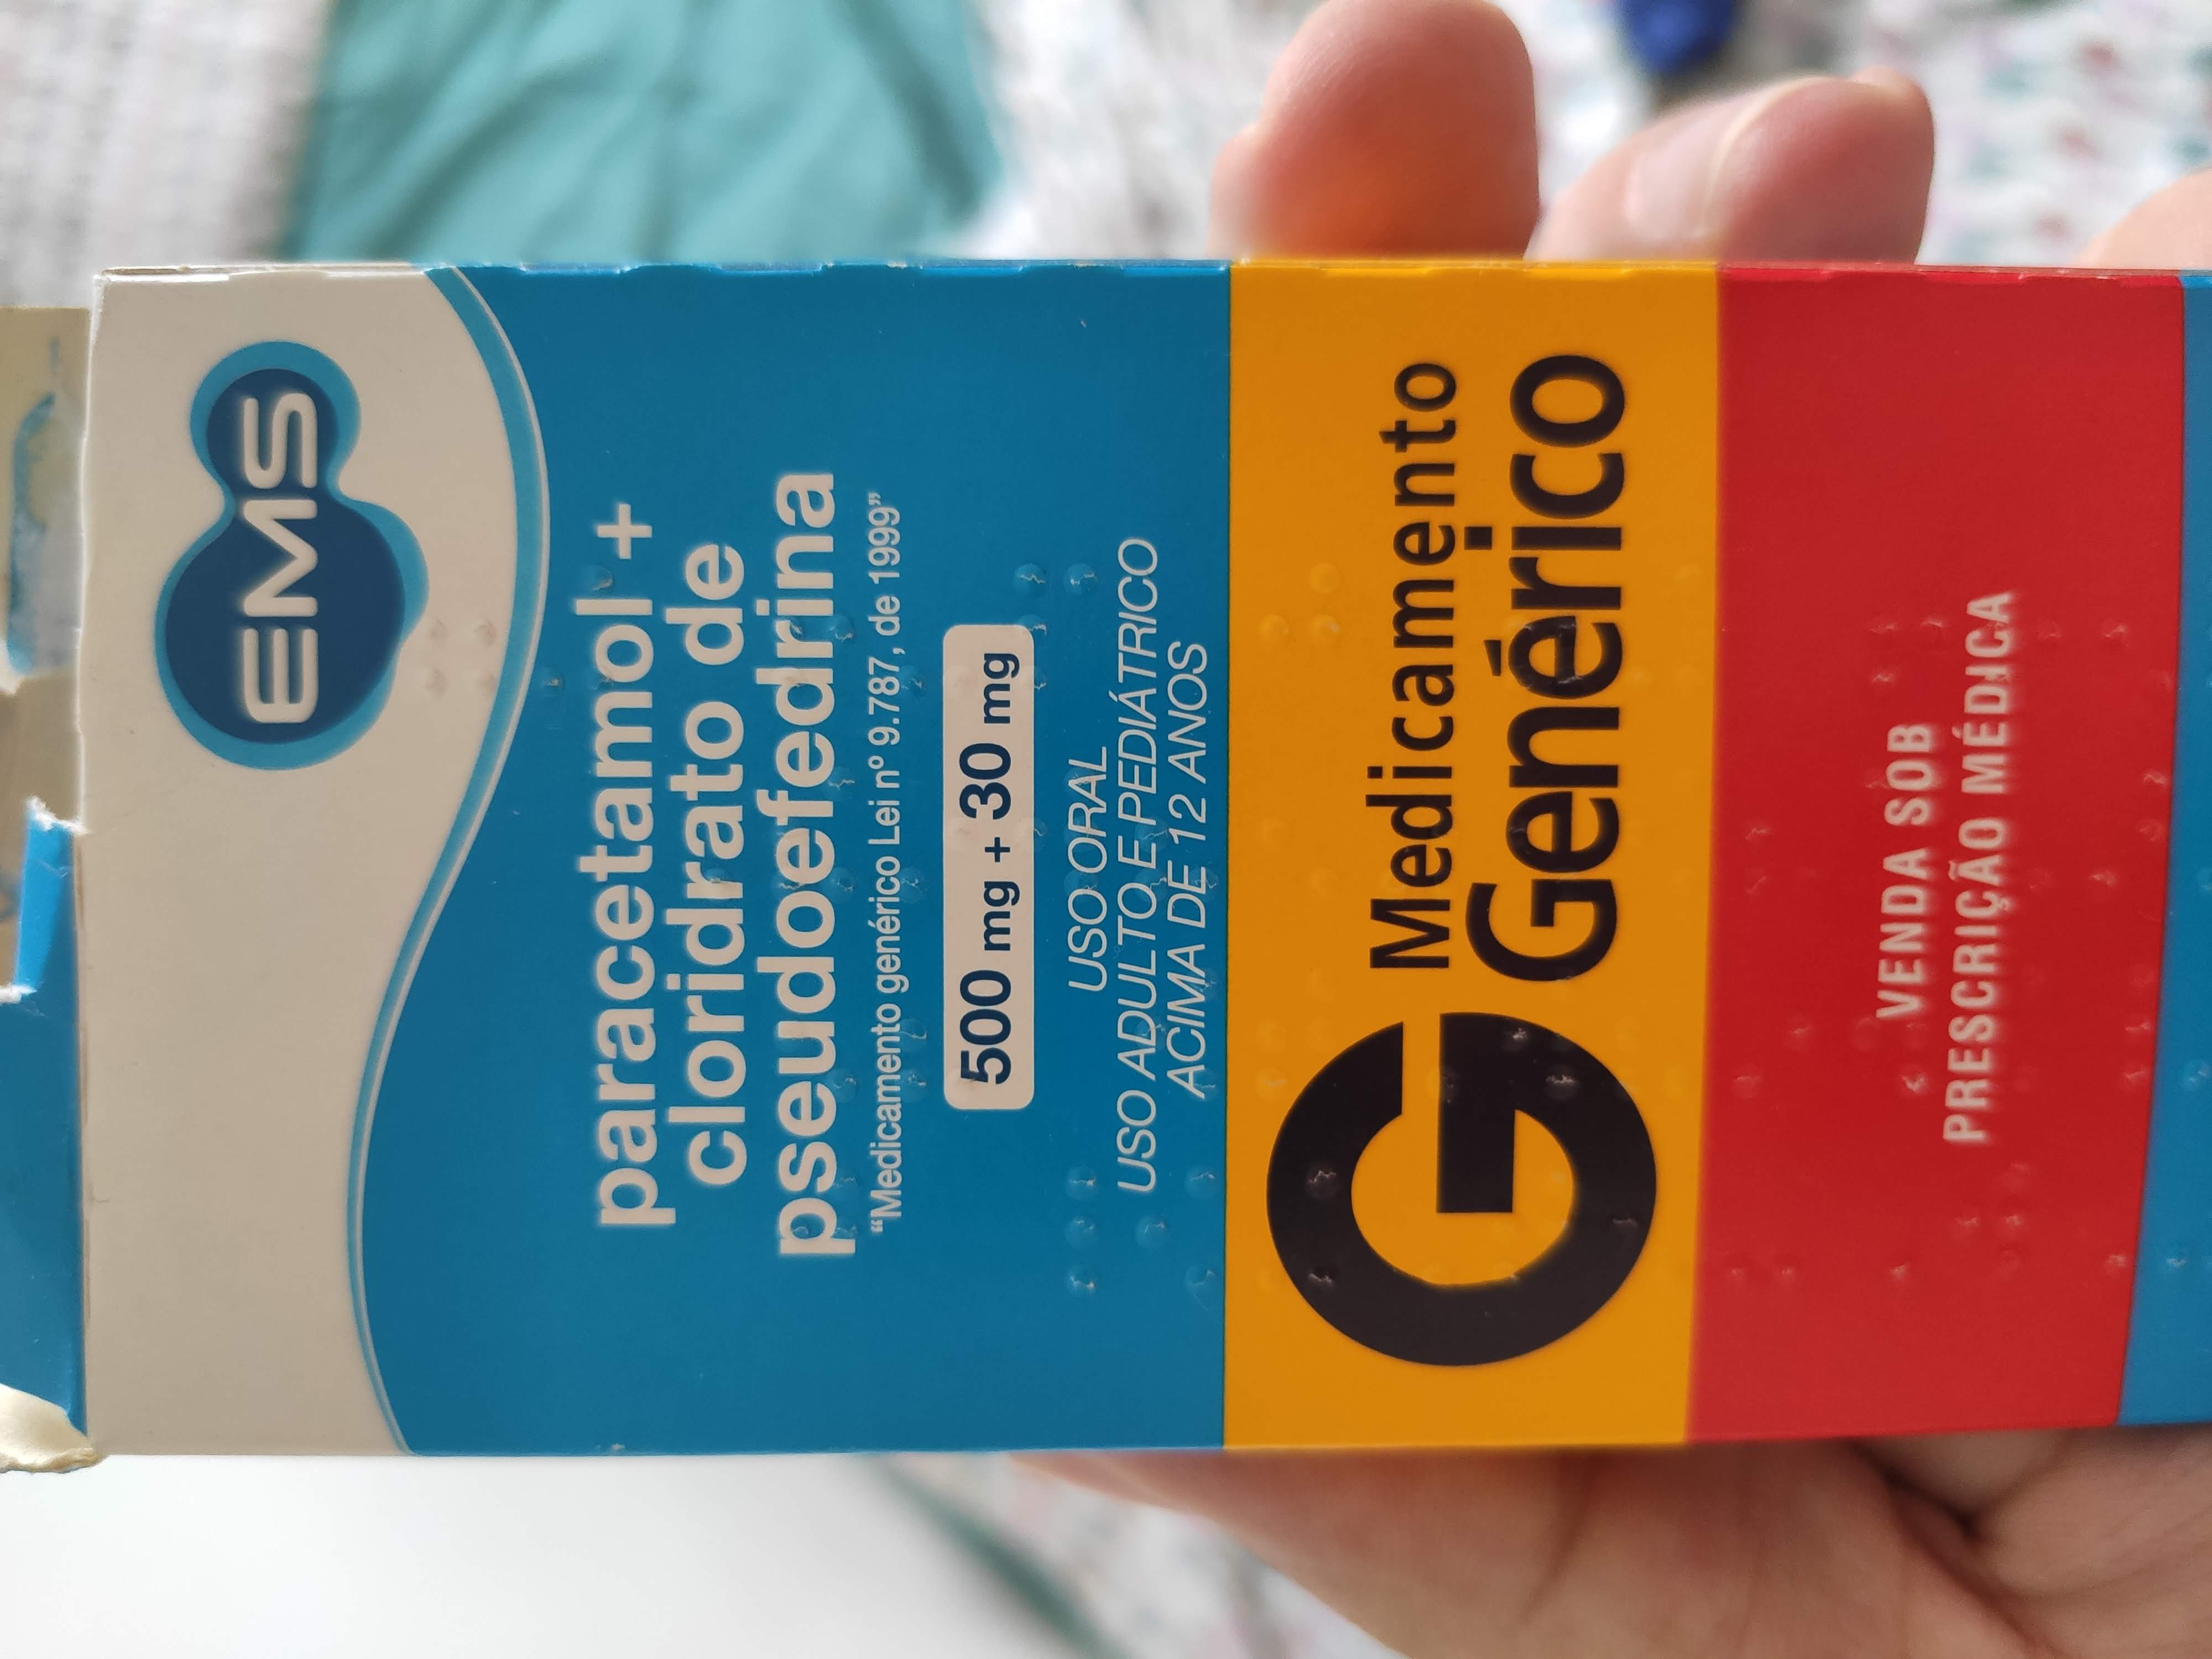 EMS
paracetamol +
cloridrato de
pseudoefedrina
“Medicamento genérico Lei nº 9.787, de 1999”
500 mg + 30 mg
USO ORAL
USO ADULTO E PEDIÁTRICO
ACIMA DE 12 ANOS
G
Medicamento
Genérico
VENDA SOB
PRESCRIÇÃO MÉDICA